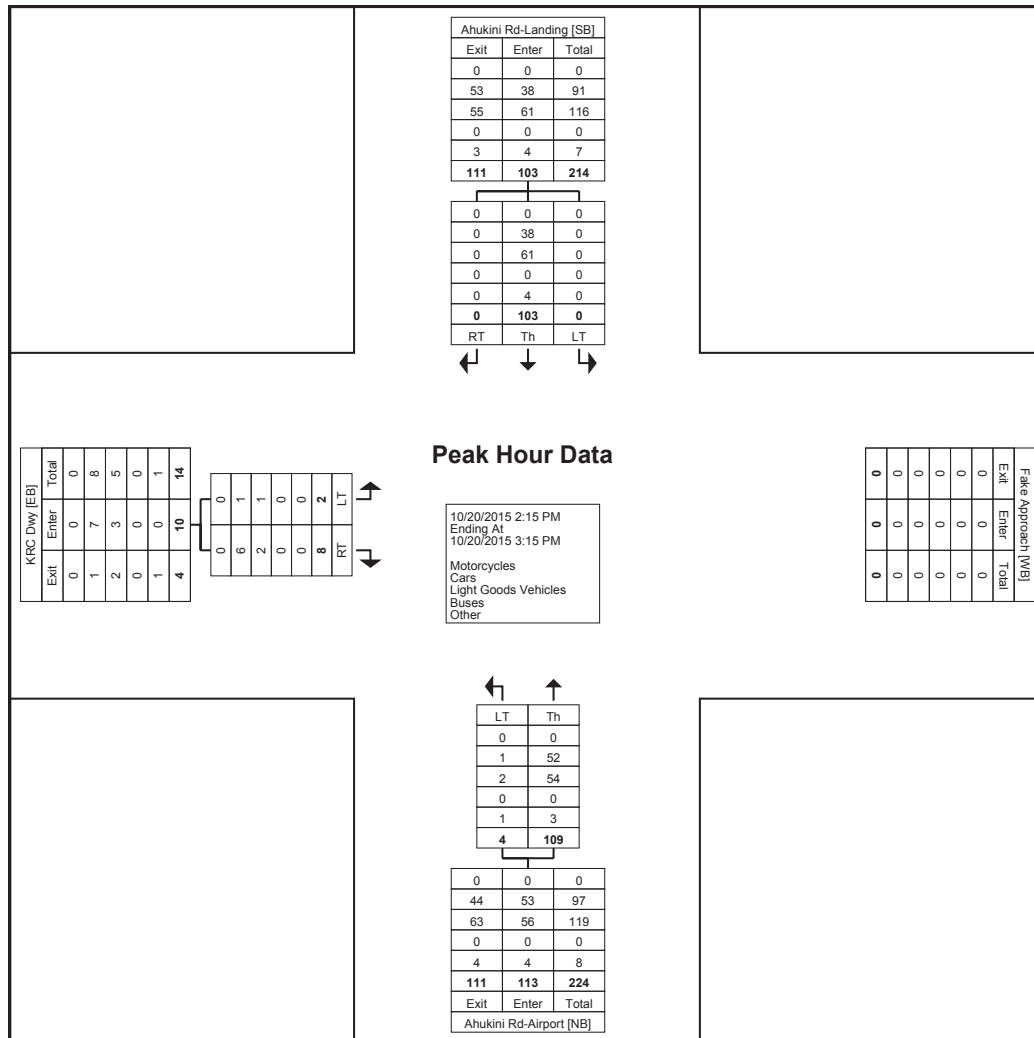 Ahukini Rd-Landing [SB]
Exit Enter Total
0 0 0
53 38 91
55 61 116
0 0 0
3 4 7
111 103 214
0 0 0
0 38 0
0 61 0
0 0 0
0 4 0
0 103 0
RT Th LT
KRC Dwy [EB]
Exit Enter Total
0 0 0
1 7 8
2 3 5
0 0 0
1 0 1
4 10 14
0 0
6 1
2 1
0 0
0 0
8 2
RT LT
Peak Hour Data
10/20/2015 2:15 PM
Ending At
10/20/2015 3:15 PM
Motorcycles
Cars
Light Goods Vehicles
Buses
Other
Fake Approach [WB]
Exit Enter Total
0 0 0
0 0 0
0 0 0
0 0 0
0 0 0
0 0 0
LT Th
0 0
1 52
2 54
0 0
1 3
4 109
0 0 0
44 53 97
63 56 119
0 0 0
4 4 8
111 113 224
Exit Enter Total
Ahukini Rd-Airport [NB]